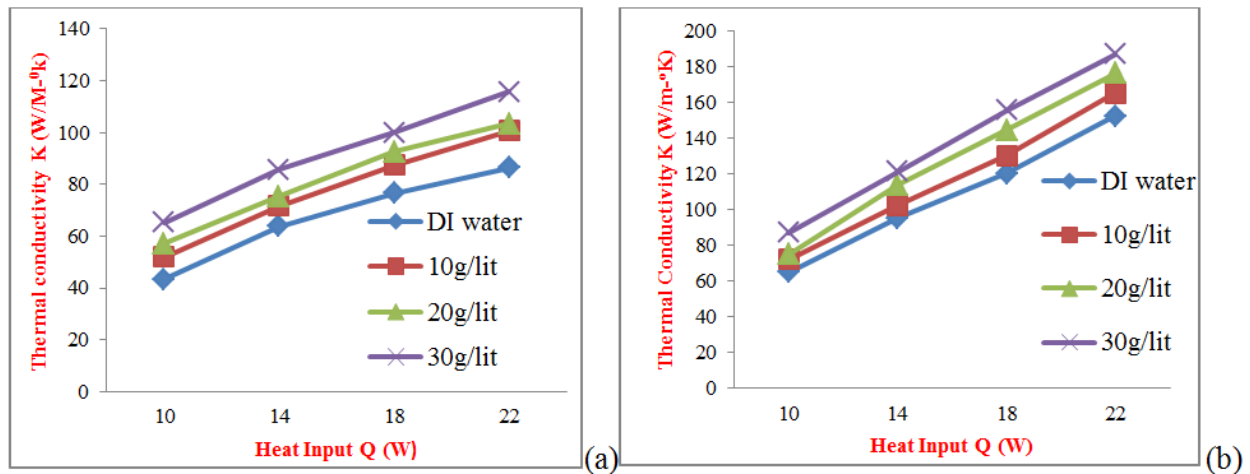 Thermal conductivity K (W/M-⁰k)
140
120
100
80
60
40
20
0
10 14 18 22
Heat Input Q (W)
DI water
10g/lit
20g/lit
30g/lit
(a)
Thermal Conductivity K (W/m-ºK)
200
180
160
140
120
100
80
60
40
20
0
10 14 18 22
Heat Input Q (W)
DI water
10g/lit
20g/lit
30g/lit
(b)